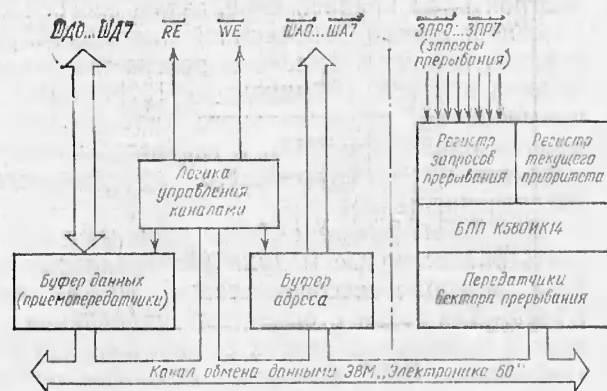 ШД0...ШД7 RE WE ША0...ША7 ЗПР0...ЗПР7
(запросы
прерывания)
Регистр
запросов
прерывания
Регистр
текущего
приоритета
Логика
управления
каналами
БПП К580ИК14
Буфер данных
(приемопередатчики)
Буфер
адреса
Передатчики
вектора прерывания
Канал обмена данными ЭВМ „Электроника 60"